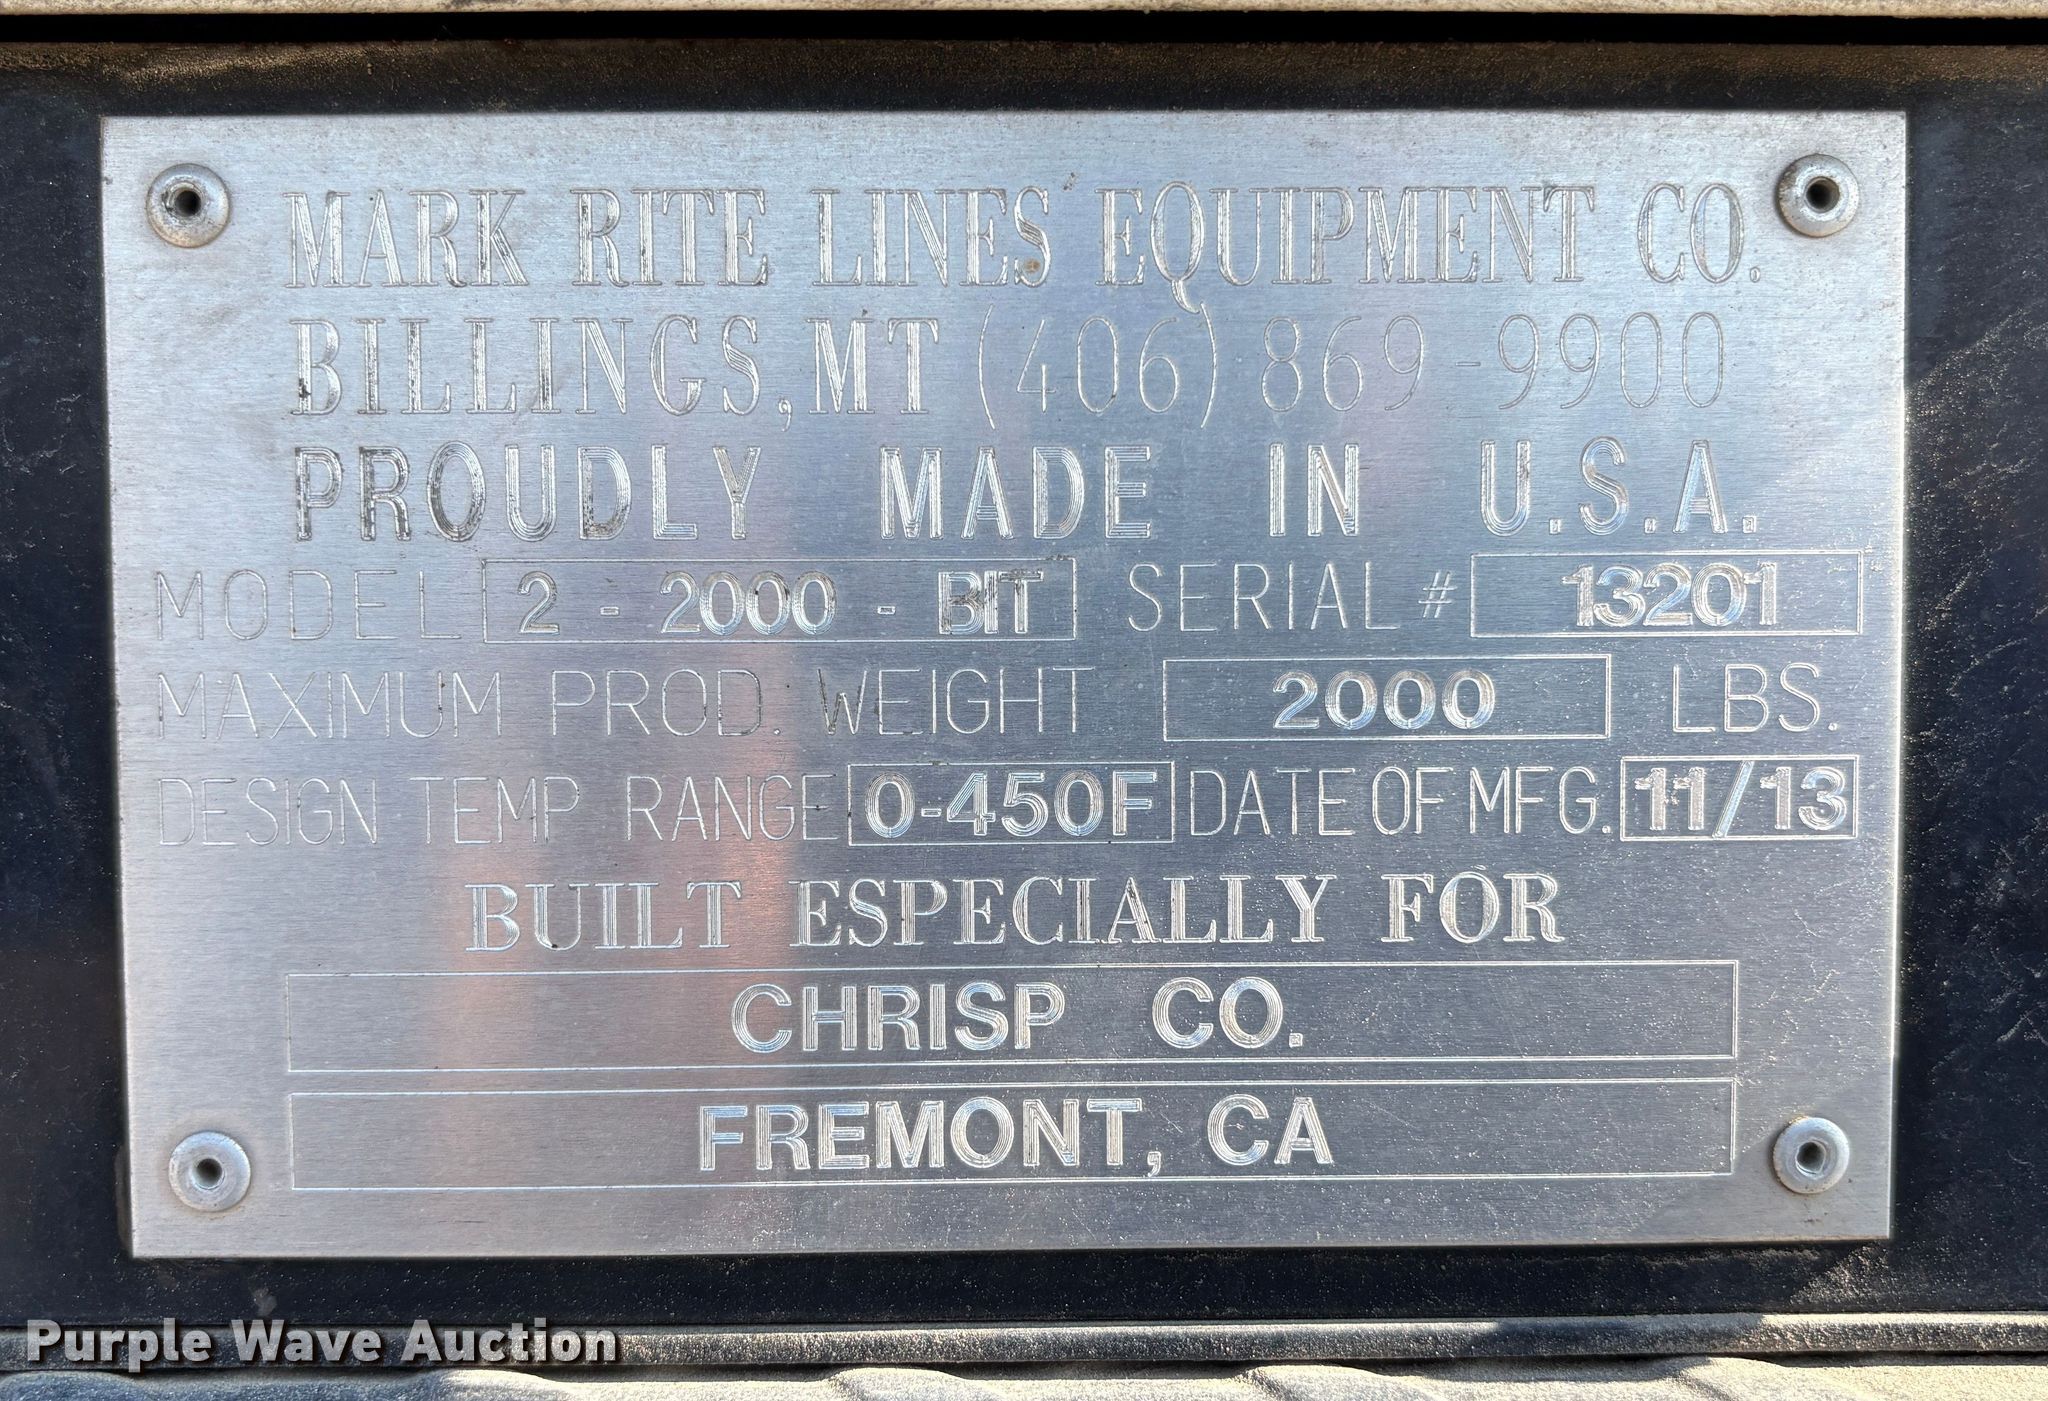 MARK RITE LINES EQUIPMENT CO.
BILLINGS, MT (406) 869-9900
PROUDLY MADE IN U.S.A.
MODEL 2 - 2000 - BIT SERIAL # 13201
MAXIMUM PROD. WEIGHT 2000 LBS.
DESIGN TEMP RANGE 0-450F DATE OF MFG. 11/13
BUILT ESPECIALLY FOR
CHRISP CO.
FREMONT, CA
Purple Wave Auction